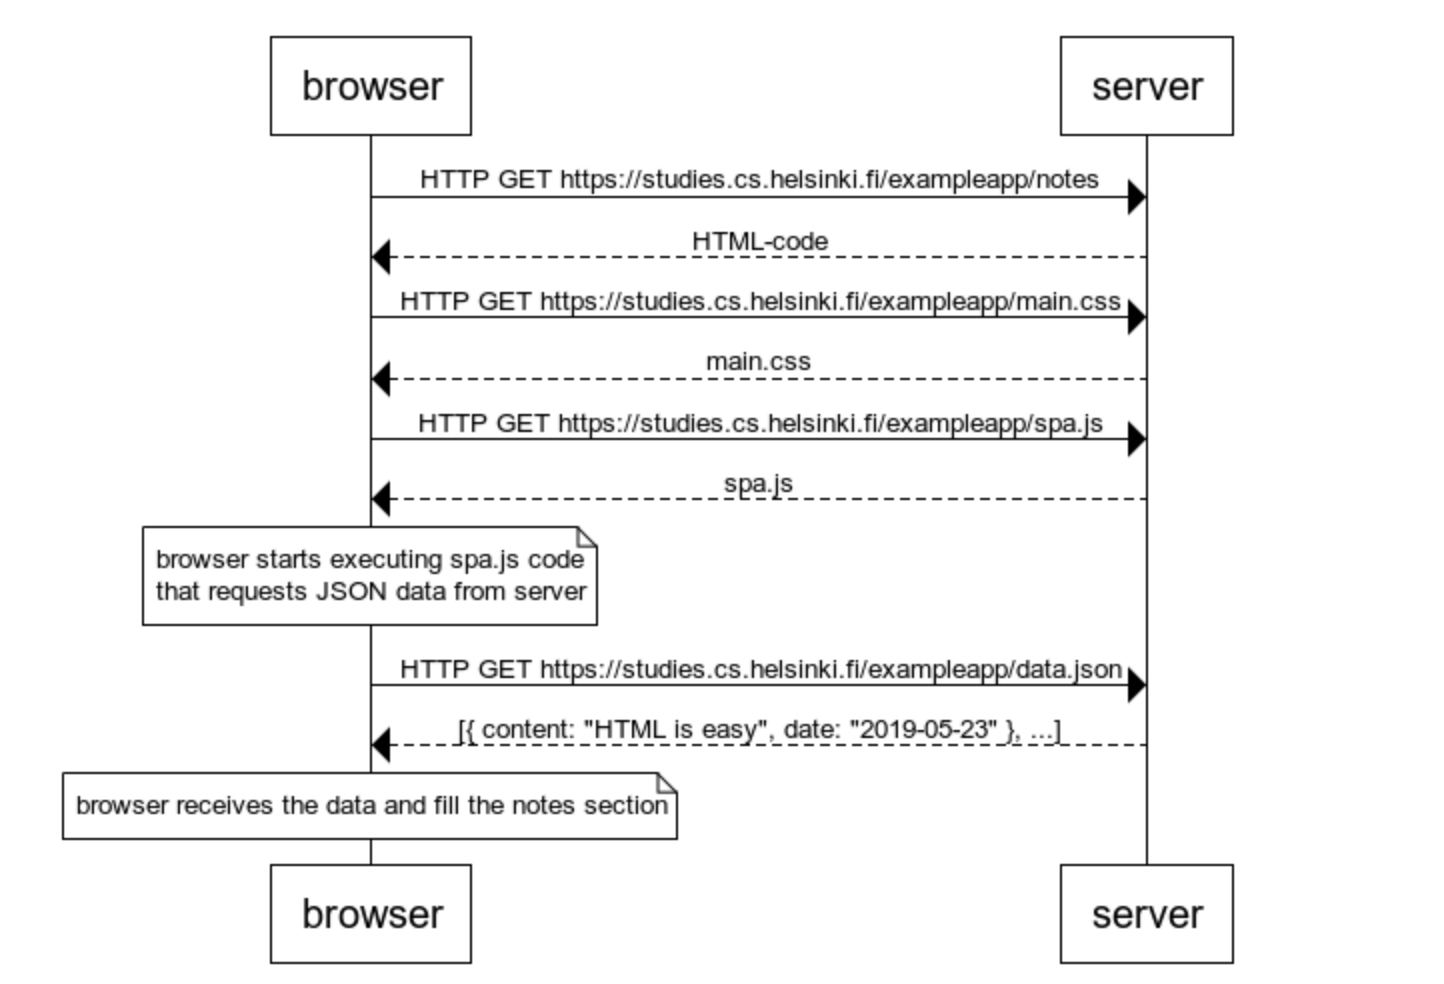 browser
server
HTTP GET https://studies.cs.helsinki.fi/exampleapp/notes
HTML-code
HTTP GET https://studies.cs.helsinki.fi/exampleapp/main.css
main.css
HTTP GET https://studies.cs.helsinki.fi/exampleapp/spa.js
spa.js
browser starts executing spa.js code
that requests JSON data from server
HTTP GET https://studies.cs.helsinki.fi/exampleapp/data.json
[{ content: "HTML is easy", date: "2019-05-23" }, ...]
browser receives the data and fill the notes section
browser
server